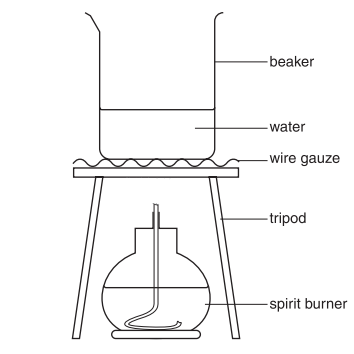 beaker
water
wire gauze
tripod
spirit burner